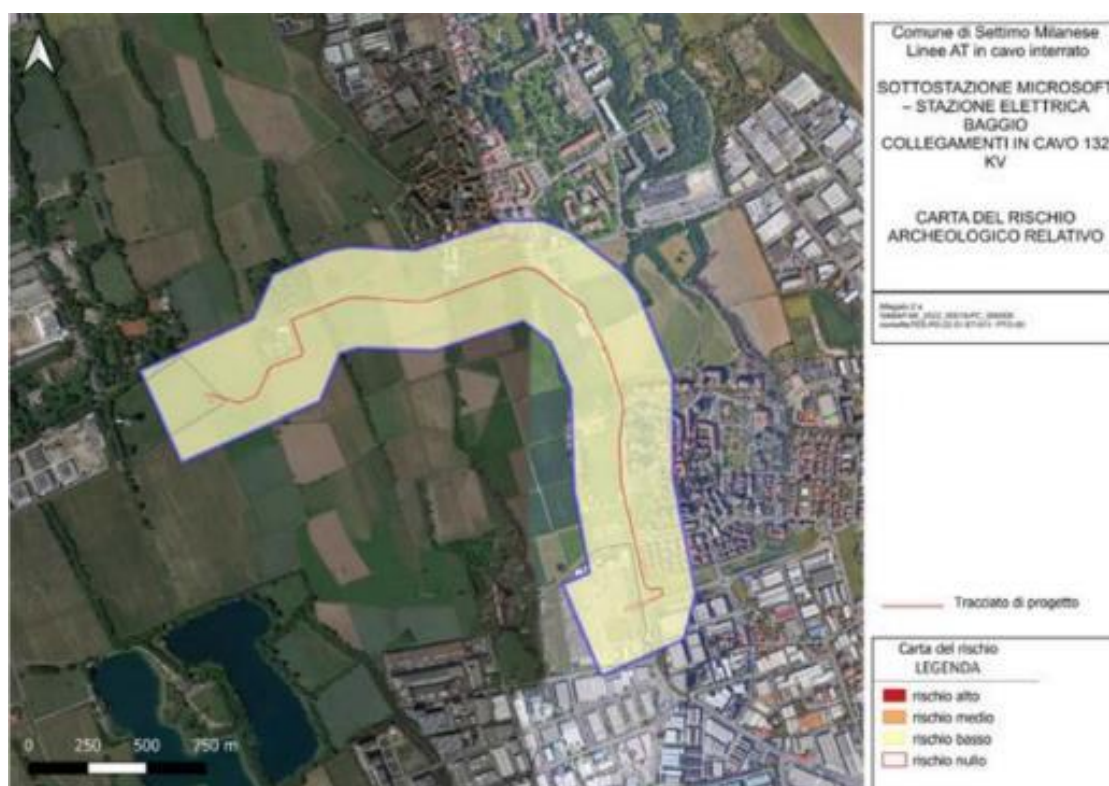 Comune di Settimo Milanese
Linee AT in cavo interrato
SOTTOSTAZIONE MICROSOFT
– STAZIONE ELETTRICA
BAGGIO
COLLEGAMENTI IN CAVO 132
KV
CARTA DEL RISCHIO
ARCHEOLOGICO RELATIVO
Tracciato di progetto
Carta del rischio
LEGENDA
rischio alto
rischio medio
rischio basso
rischio nullo
0 250 500 750 m